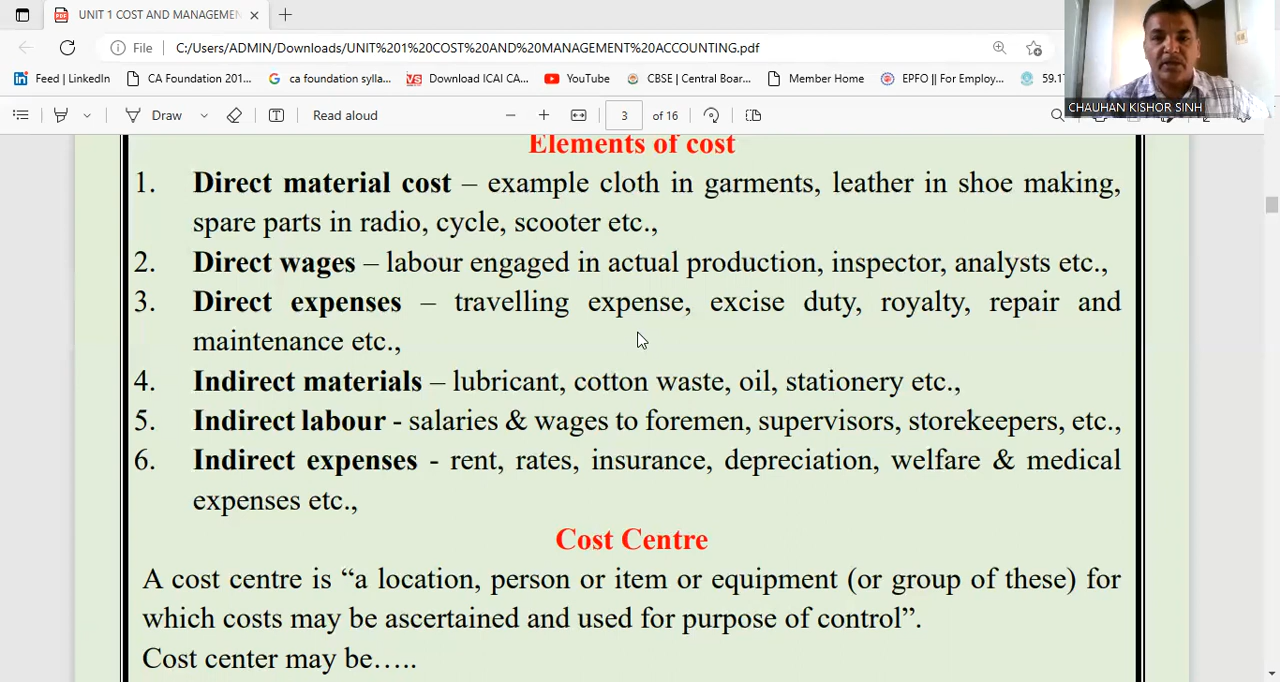 UNIT 1 COST AND MANAGEMEN
File C:/Users/ADMIN/Downloads/UNIT%201%20COST%20AND%20MANAGEMENT%20ACCOUNTING.pdf
Feed | LinkedIn CA Foundation 201... ca foundation sylla... Download ICAI CA... YouTube CBSE | Central Boar... Member Home EPFO || For Employ... 59.1
CHAUHAN KISHOR SINH
Draw Read aloud 3 of 16
Elements of cost
1. Direct material cost – example cloth in garments, leather in shoe making,
spare parts in radio, cycle, scooter etc.,
2. Direct wages – labour engaged in actual production, inspector, analysts etc.,
3. Direct expenses – travelling expense, excise duty, royalty, repair and
maintenance etc.,
4. Indirect materials – lubricant, cotton waste, oil, stationery etc.,
5. Indirect labour - salaries & wages to foremen, supervisors, storekeepers, etc.,
6. Indirect expenses - rent, rates, insurance, depreciation, welfare & medical
expenses etc.,
Cost Centre
A cost centre is “a location, person or item or equipment (or group of these) for
which costs may be ascertained and used for purpose of control”.
Cost center may be…..